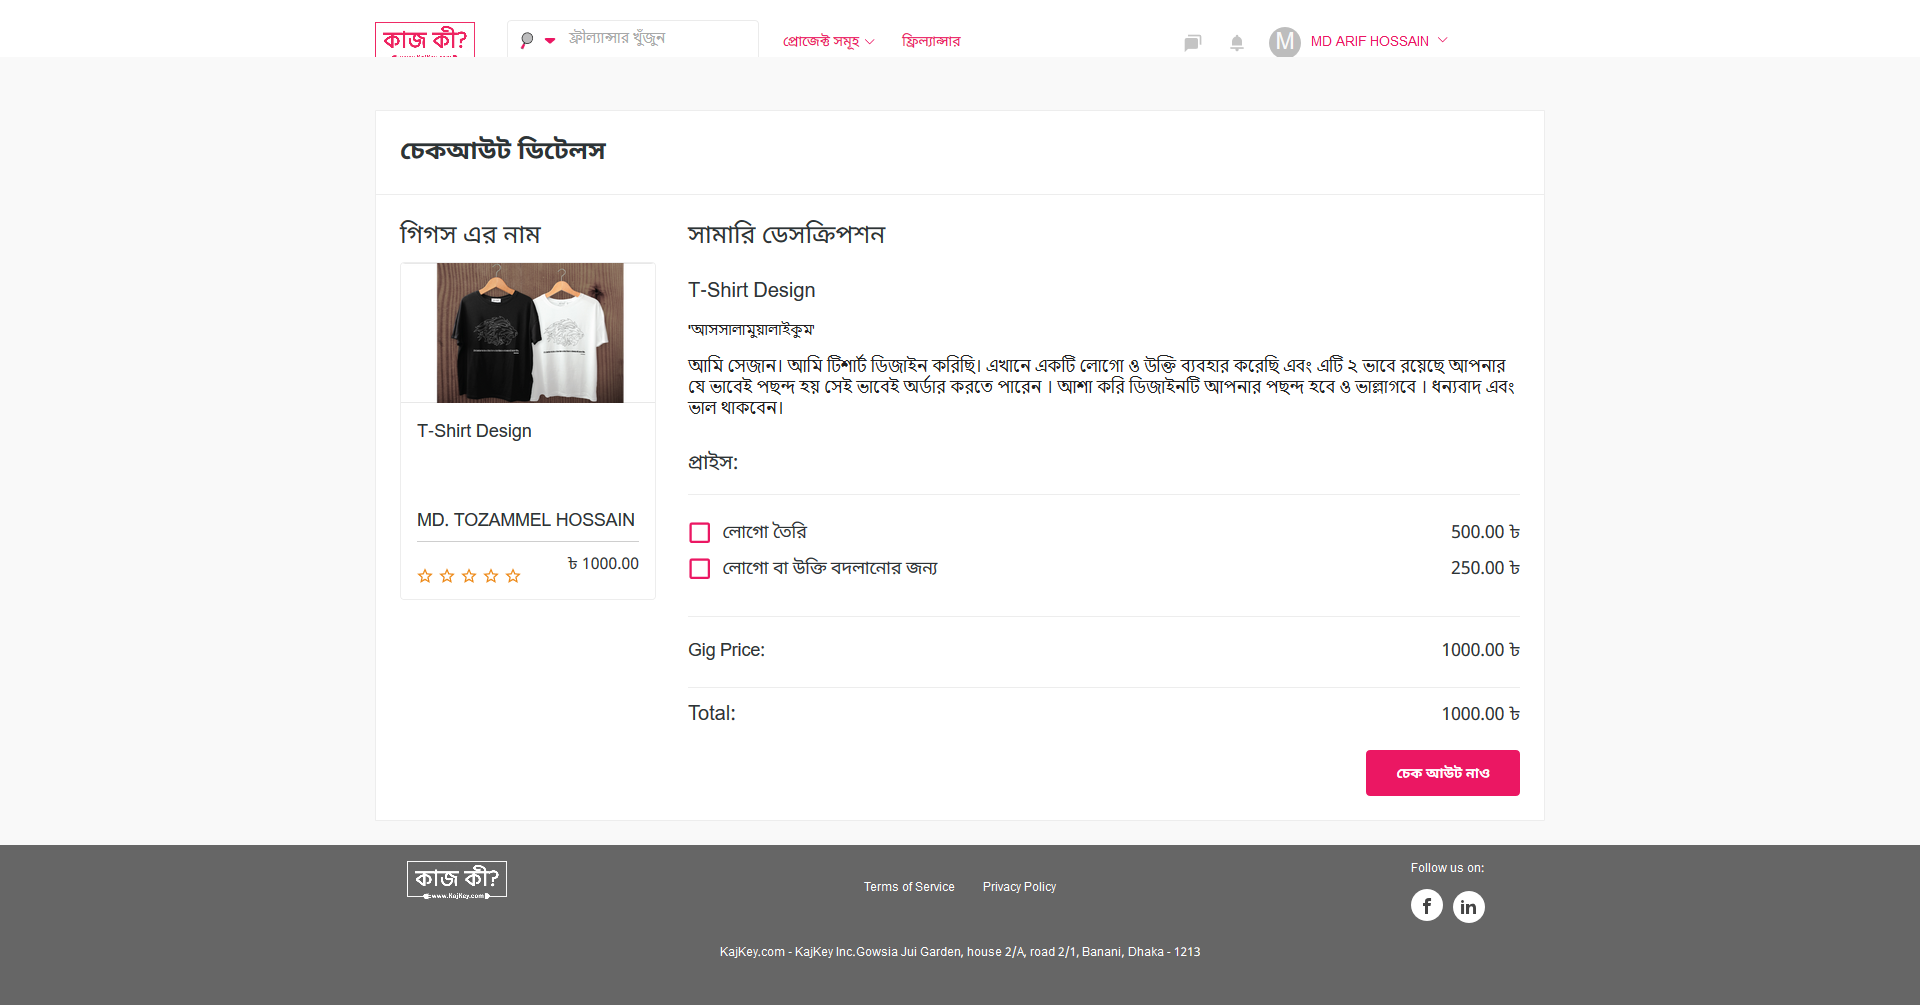 কাজ কী?
www.KajKey.com
ফ্রীল্যান্সার খুঁজুন
প্রোজেক্ট সমূহ
ফ্রিল্যান্সার
M
MD ARIF HOSSAIN
চেকআউট ডিটেলস
গিগস এর নাম
T-Shirt Design
MD. TOZAMMEL HOSSAIN
৳ 1000.00
সামারি ডেসক্রিপশন
T-Shirt Design
'আসসালামুয়ালাইকুম'
আমি সেজান। আমি টিশার্ট ডিজাইন করিছি। এখানে একটি লোগো ও উক্তি ব্যবহার করেছি এবং এটি ২ ভাবে রয়েছে আপনার
যে ভাবেই পছন্দ হয় সেই ভাবেই অর্ডার করতে পারেন । আশা করি ডিজাইনটি আপনার পছন্দ হবে ও ভাল্লাগবে । ধন্যবাদ এবং
ভাল থাকবেন।
প্রাইস:
লোগো তৈরি 500.00 ৳
লোগো বা উক্তি বদলানোর জন্য 250.00 ৳
Gig Price: 1000.00 ৳
Total: 1000.00 ৳
চেক আউট নাও
কাজ কী?
www.KajKey.com
Terms of Service
Privacy Policy
Follow us on:
KajKey.com - KajKey Inc.Gowsia Jui Garden, house 2/A, road 2/1, Banani, Dhaka - 1213